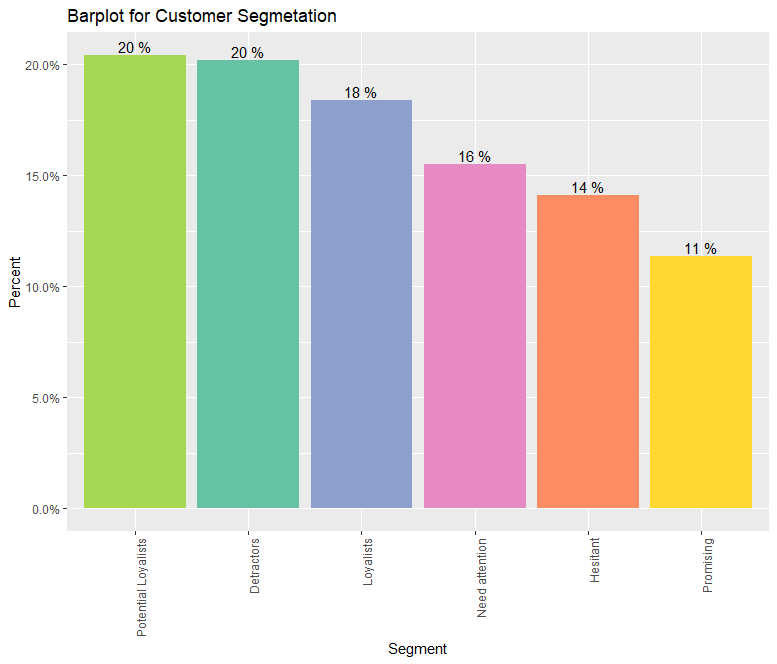 Barplot for Customer Segmetation
20 %
20 %
18 %
16 %
14 %
11 %
20.0%
15.0%
10.0%
5.0%
0.0%
Percent
Potential Loyalists
Detractors
Loyalists
Need attention
Hesitant
Promising
Segment